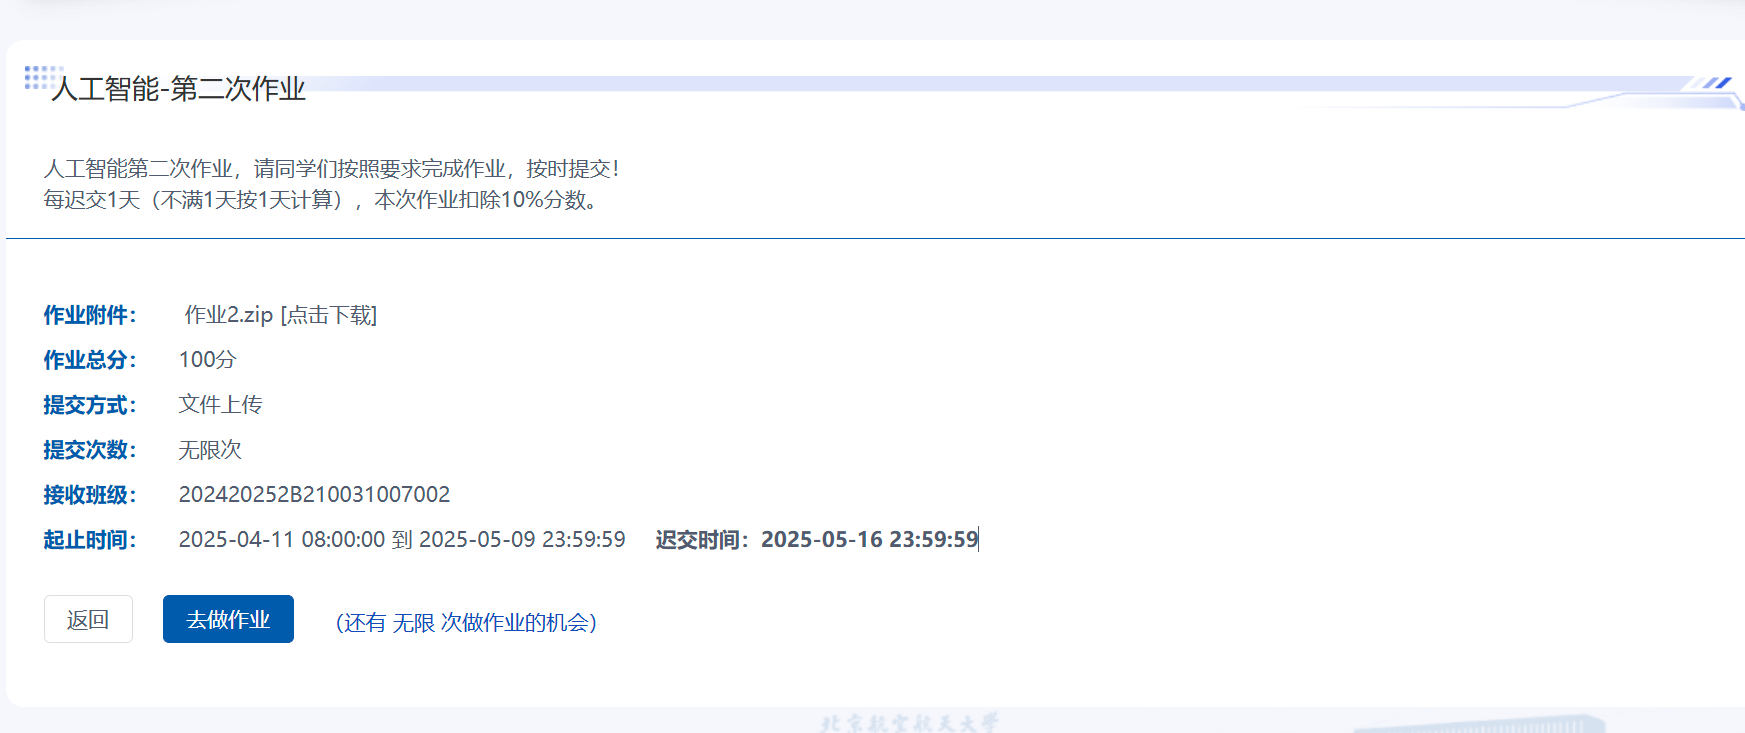 人工智能-第二次作业
人工智能第二次作业，请同学们按照要求完成作业，按时提交！
每迟交1天（不满1天按1天计算），本次作业扣除10%分数。
作业附件： 作业2.zip [点击下载]
作业总分： 100分
提交方式： 文件上传
提交次数： 无限次
接收班级： 202420252B210031007002
起止时间： 2025-04-11 08:00:00 到 2025-05-09 23:59:59 迟交时间：2025-05-16 23:59:59
返回 去做作业 （还有 无限 次做作业的机会）
北京航空航天大学